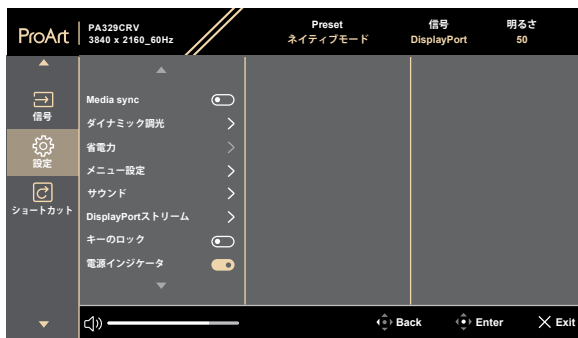 ProArt
PA329CRV
3840 x 2160_60Hz
Preset
ネイティブモード
信号
DisplayPort
明るさ
50
信号
設定
ショートカット
Media sync
ダイナミック調光
省電力
メニュー設定
サウンド
DisplayPortストリーム
キーのロック
電源インジケータ
Back
Enter
Exit